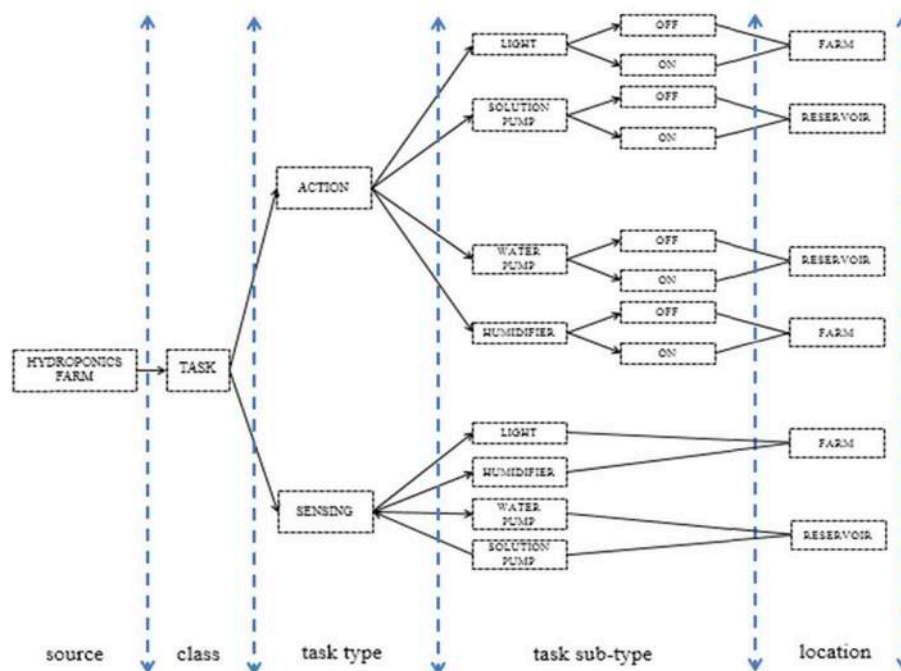 OFF
LIGHT
FARM
ON
OFF
SOLUTION
PUMP
RESERVOIR
ON
ACTION
OFF
WATER
PUMP
RESERVOIR
ON
OFF
HUMIDIFIER
FARM
ON
HYDROPONICS
FARM
TASK
LIGHT
FARM
HUMIDIFIER
SENSING
WATER
PUMP
RESERVOIR
SOLUTION
PUMP
source class task type task sub-type location